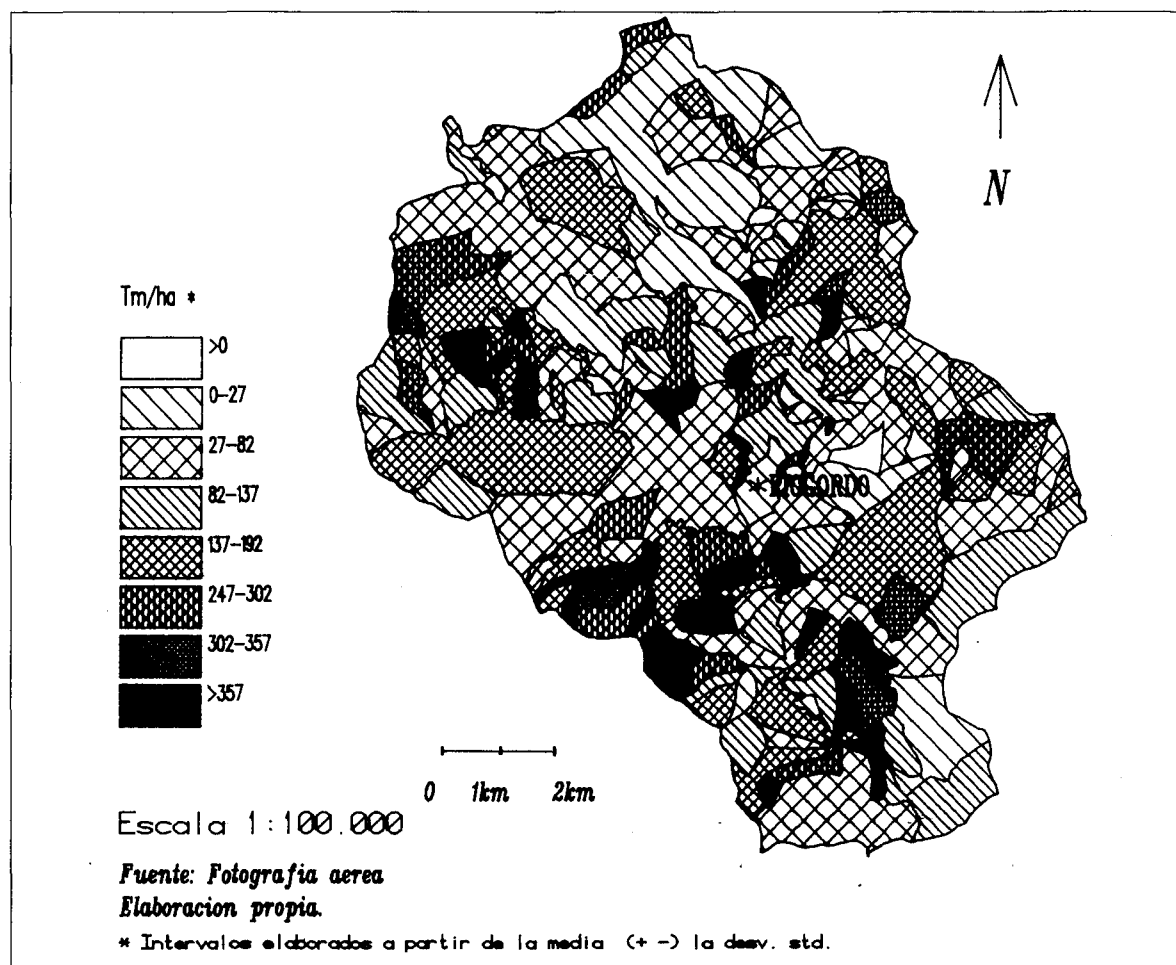 N
Tm/ha *
>0
0-27
27-82
82-137
137-192
247-302
302-357
>357
* RIOGORDO
0 1km 2km
Escala 1:100.000
Fuente: Fotografia aerea
Elaboracion propia.
* Intervalos elaborados a partir de la media (+ -) la desv. std.